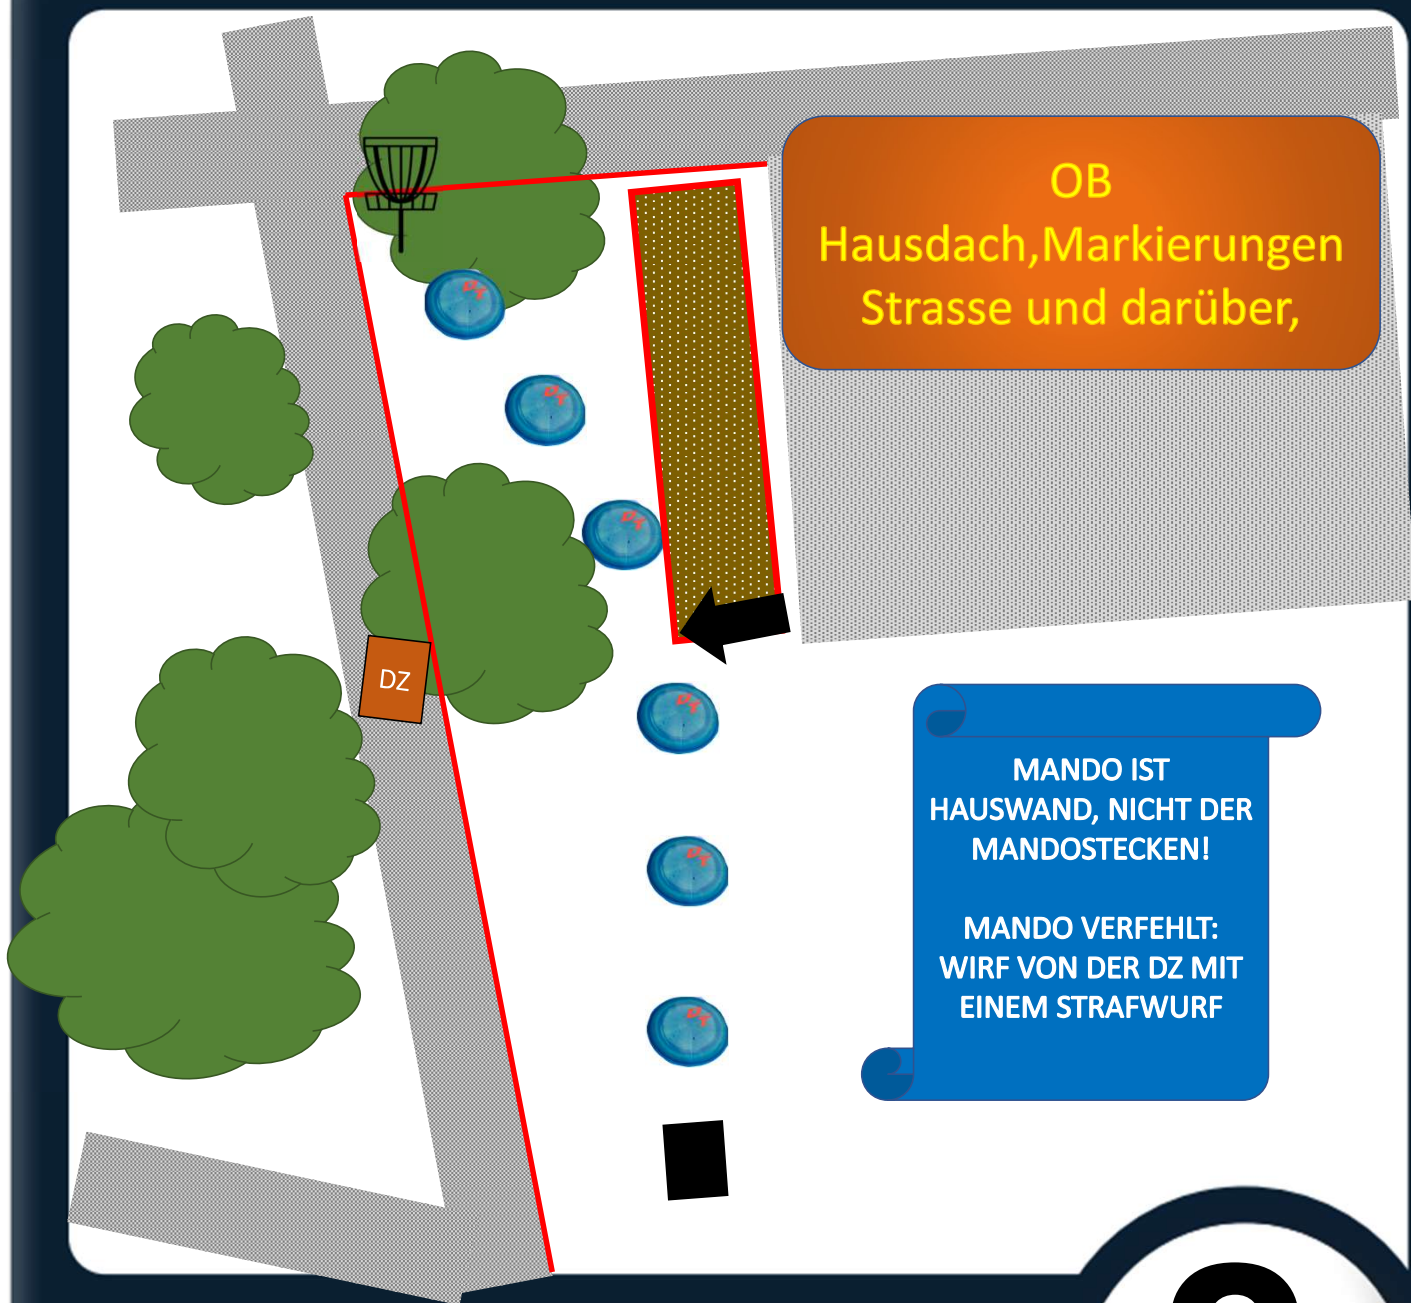 OB
Hausdach,Markierungen
Strasse und darüber,
DZ
MANDO IST
HAUSWAND, NICHT DER
MANDOSTECKEN!
MANDO VERFEHLT:
WIRF VON DER DZ MIT
EINEM STRAFWURF